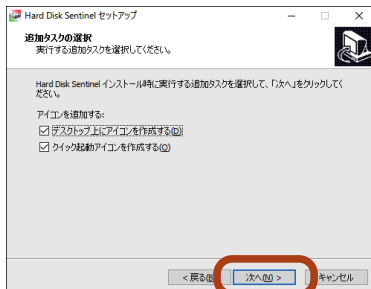 Hard Disk Sentinel セットアップ
追加タスクの選択
実行する追加タスクを選択してください。
Hard Disk Sentinel インストール時に実行する追加タスクを選択して、「次へ」をクリックしてく
ださい。
アイコンを追加する:
デスクトップ上にアイコンを作成する(D)
クイック起動アイコンを作成する(Q)
< 戻る(B)
次へ(N) >
キャンセル